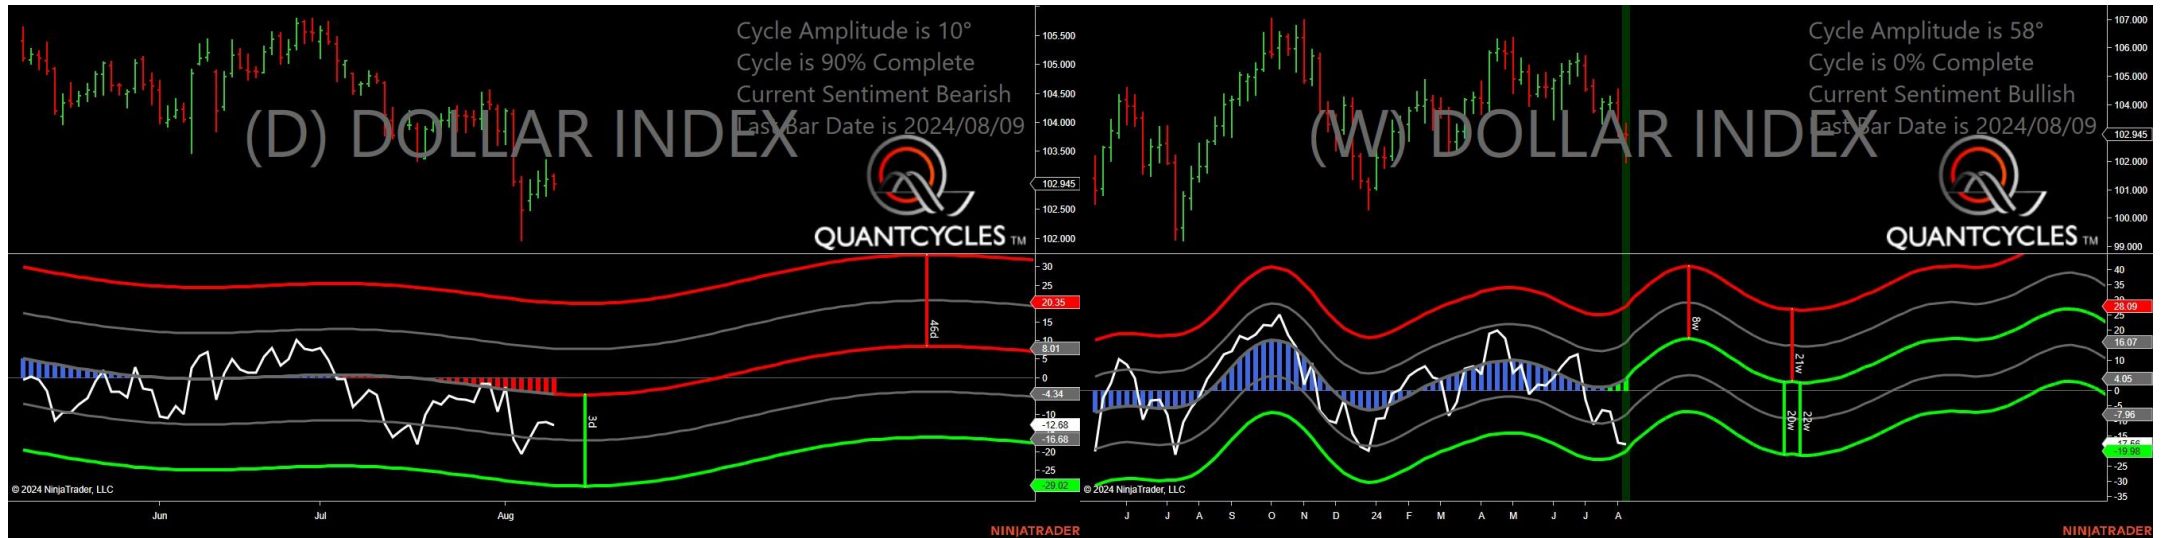 Cycle Amplitude is 10°
Cycle is 90% Complete
Current Sentiment Bearish
Last Bar Date is 2024/08/09
(D) DOLLAR INDEX
QUANTCYCLES TM
105.500
105.000
104.500
104.000
103.500
102.945
102.500
102.000
30
25
20.35
15
10
8.01
5
0
-4.34
-10
-12.68
-16.68
-20
-25
-29.02
46d
3d
© 2024 NinjaTrader, LLC
Jun Jul Aug
NINJATRADER
Cycle Amplitude is 58°
Cycle is 0% Complete
Current Sentiment Bullish
Last Bar Date is 2024/08/09
(W) DOLLAR INDEX
QUANTCYCLES TM
107.000
106.000
105.000
104.000
102.945
102.000
101.000
100.000
99.000
40
35
28.09
25
20
16.07
10
4.05
0
-5
-7.96
-19.98
-25
-30
-35
8w
21w
20w
22w
© 2024 NinjaTrader, LLC
J J A S O N D 24 F M A M J J A
NINJATRADER